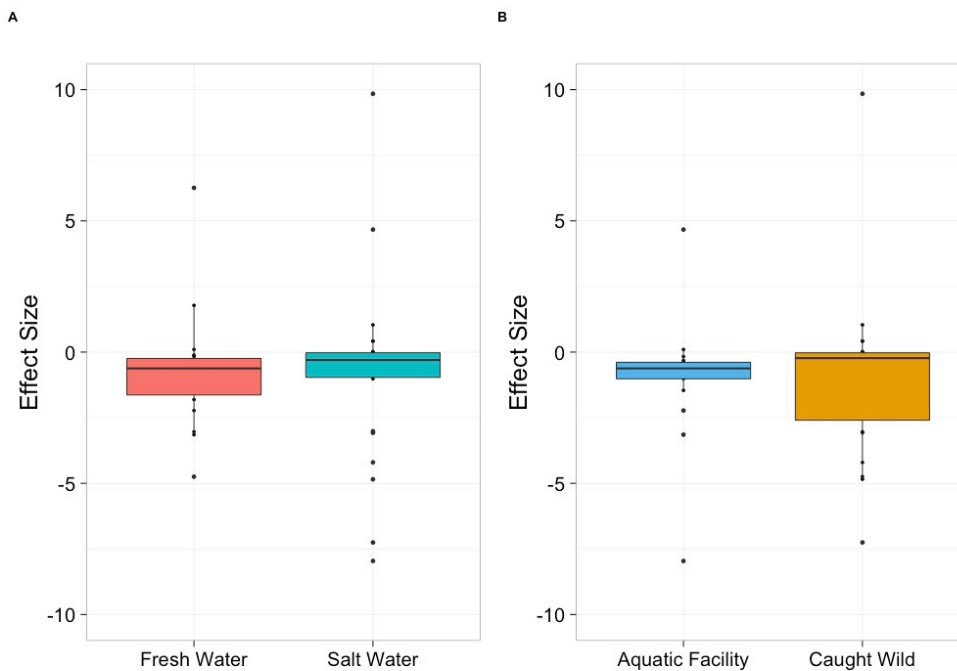 A
B
Effect Size
10
5
0
-5
-10
Fresh Water
Salt Water
Effect Size
10
5
0
-5
-10
Aquatic Facility
Caught Wild